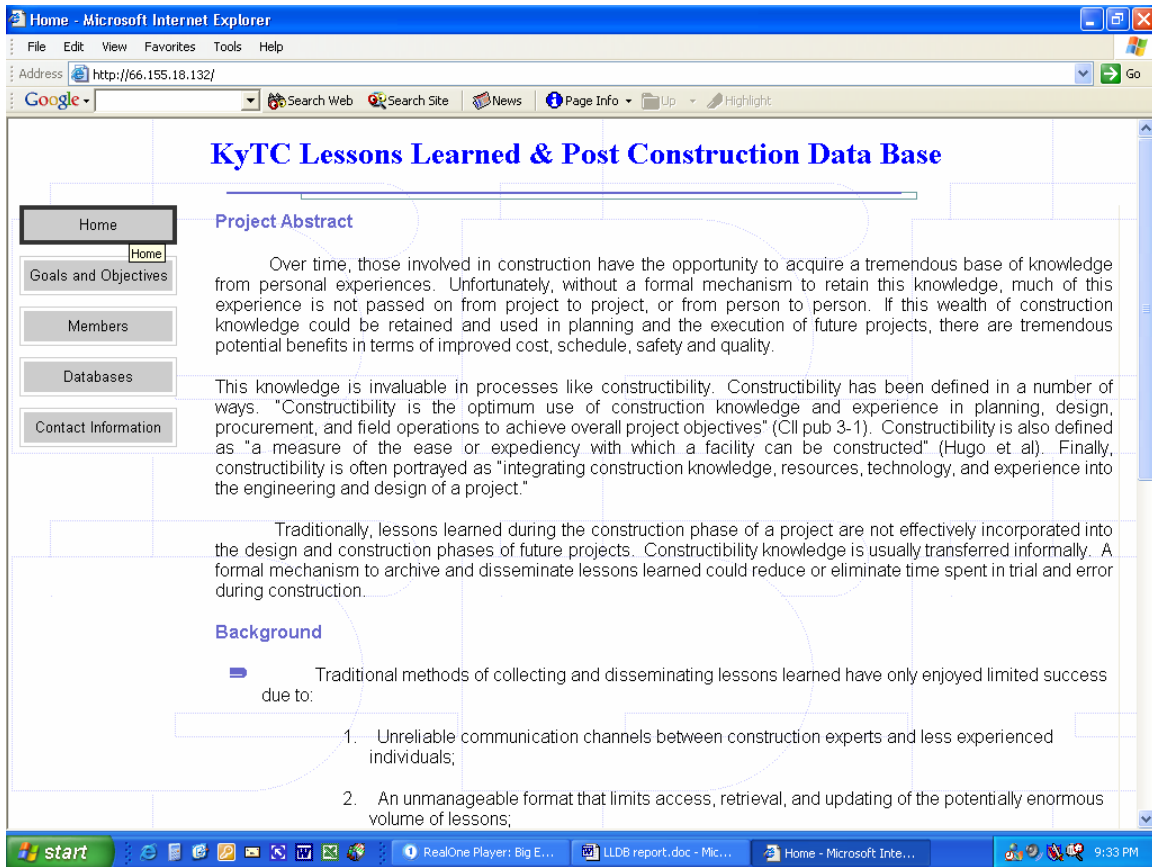 Home - Microsoft Internet Explorer
File Edit View Favorites Tools Help
Address http://66.155.18.132/ Go
Google Search Web Search Site News Page Info Up Highlight
KyTC Lessons Learned & Post Construction Data Base
Home
Home
Goals and Objectives
Members
Databases
Contact Information
Project Abstract
Over time, those involved in construction have the opportunity to acquire a tremendous base of knowledge
from personal experiences. Unfortunately, without a formal mechanism to retain this knowledge, much of this
experience is not passed on from project to project, or from person to person. If this wealth of construction
knowledge could be retained and used in planning and the execution of future projects, there are tremendous
potential benefits in terms of improved cost, schedule, safety and quality.
This knowledge is invaluable in processes like constructibility. Constructibility has been defined in a number of
ways. "Constructibility is the optimum use of construction knowledge and experience in planning, design,
procurement, and field operations to achieve overall project objectives" (CII pub 3-1). Constructibility is also defined
as "a measure of the ease or expediency with which a facility can be constructed" (Hugo et al). Finally,
constructibility is often portrayed as "integrating construction knowledge, resources, technology, and experience into
the engineering and design of a project."
Traditionally, lessons learned during the construction phase of a project are not effectively incorporated into
the design and construction phases of future projects. Constructibility knowledge is usually transferred informally. A
formal mechanism to archive and disseminate lessons learned could reduce or eliminate time spent in trial and error
during construction.
Background
Traditional methods of collecting and disseminating lessons learned have only enjoyed limited success
due to:
1. Unreliable communication channels between construction experts and less experienced
individuals;
2. An unmanageable format that limits access, retrieval, and updating of the potentially enormous
volume of lessons;
start RealOne Player: Big E... LLDB report.doc - Mic... Home - Microsoft Inte... 9:33 PM